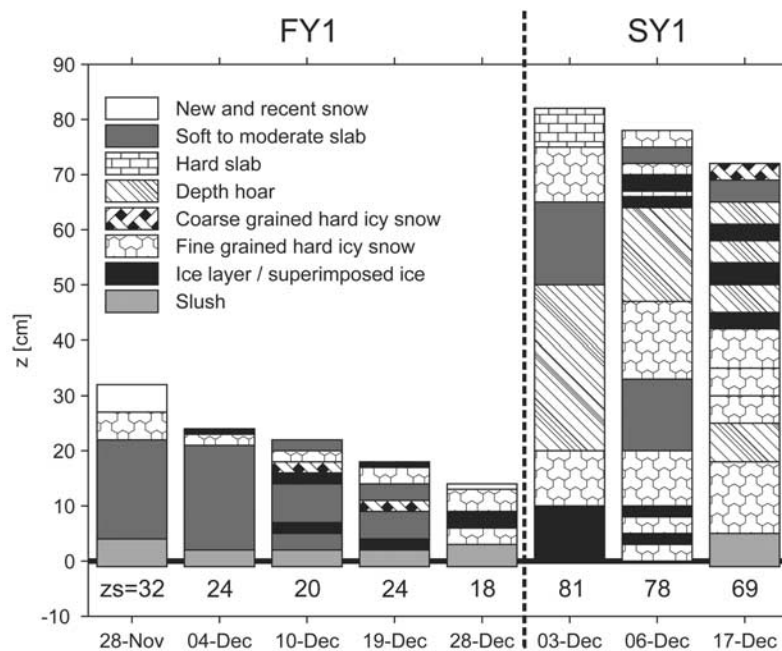 FY1 SY1
90
80
70
60
50
40
30
20
10
0
-10
z [cm]
New and recent snow
Soft to moderate slab
Hard slab
Depth hoar
Coarse grained hard icy snow
Fine grained hard icy snow
Ice layer / superimposed ice
Slush
zs=32 24 20 24 18 81 78 69
28-Nov 04-Dec 10-Dec 19-Dec 28-Dec 03-Dec 06-Dec 17-Dec